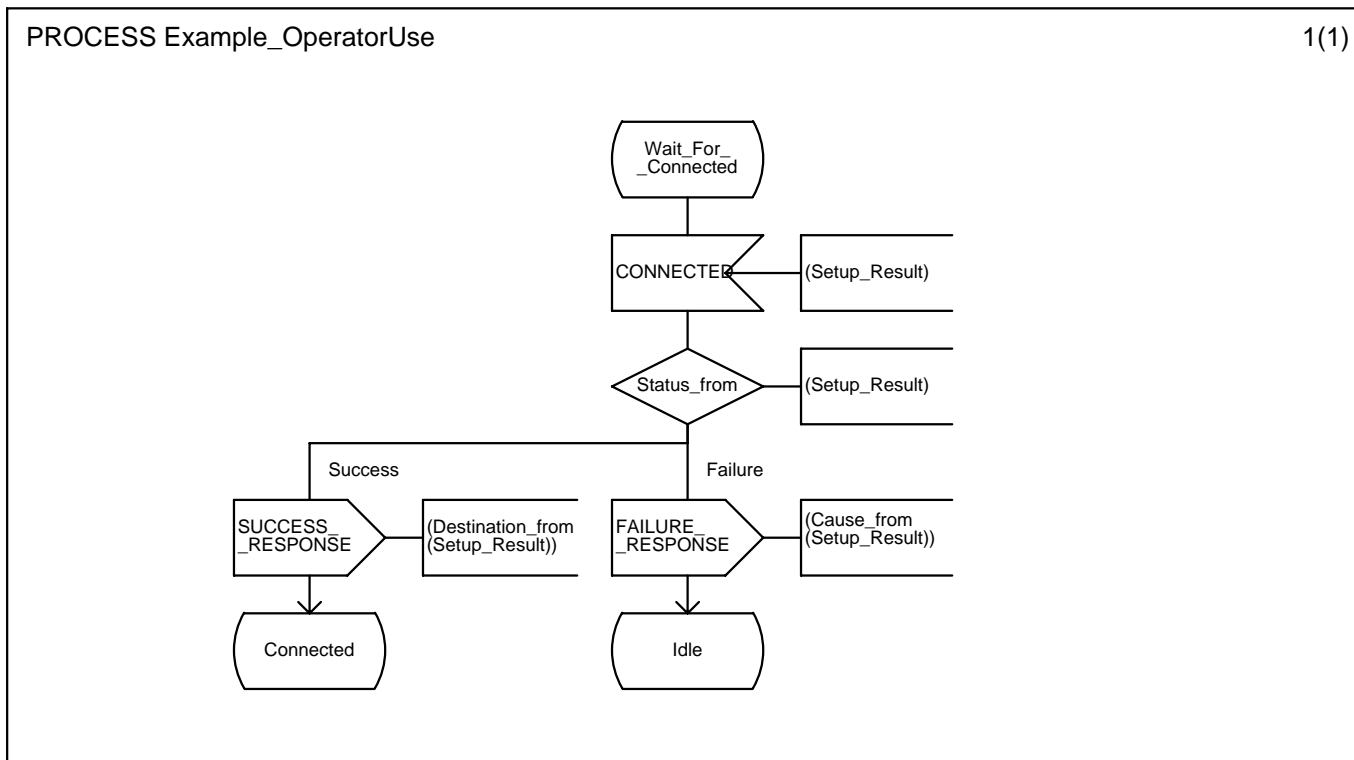 PROCESS Example_OperatorUse 1(1)
Wait_For_
_Connected
CONNECTED
(Setup_Result)
Status_from
(Setup_Result)
Success
Failure
SUCCESS_
_RESPONSE
(Destination_from
(Setup_Result))
FAILURE_
_RESPONSE
(Cause_from
(Setup_Result))
Connected
Idle